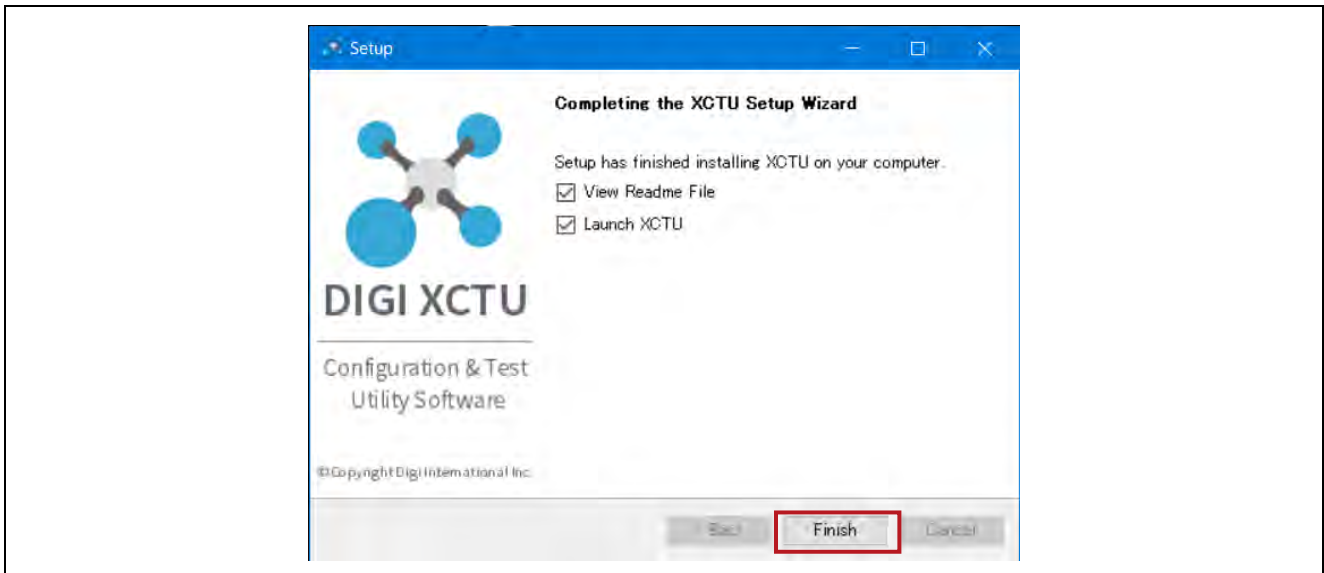 Setup
Completing the XCTU Setup Wizard
Setup has finished installing XCTU on your computer.
View Readme File
Launch XCTU
DIGI XCTU
Configuration & Test
Utility Software
©Copyright Digi International Inc.
< Back
Finish
Cancel